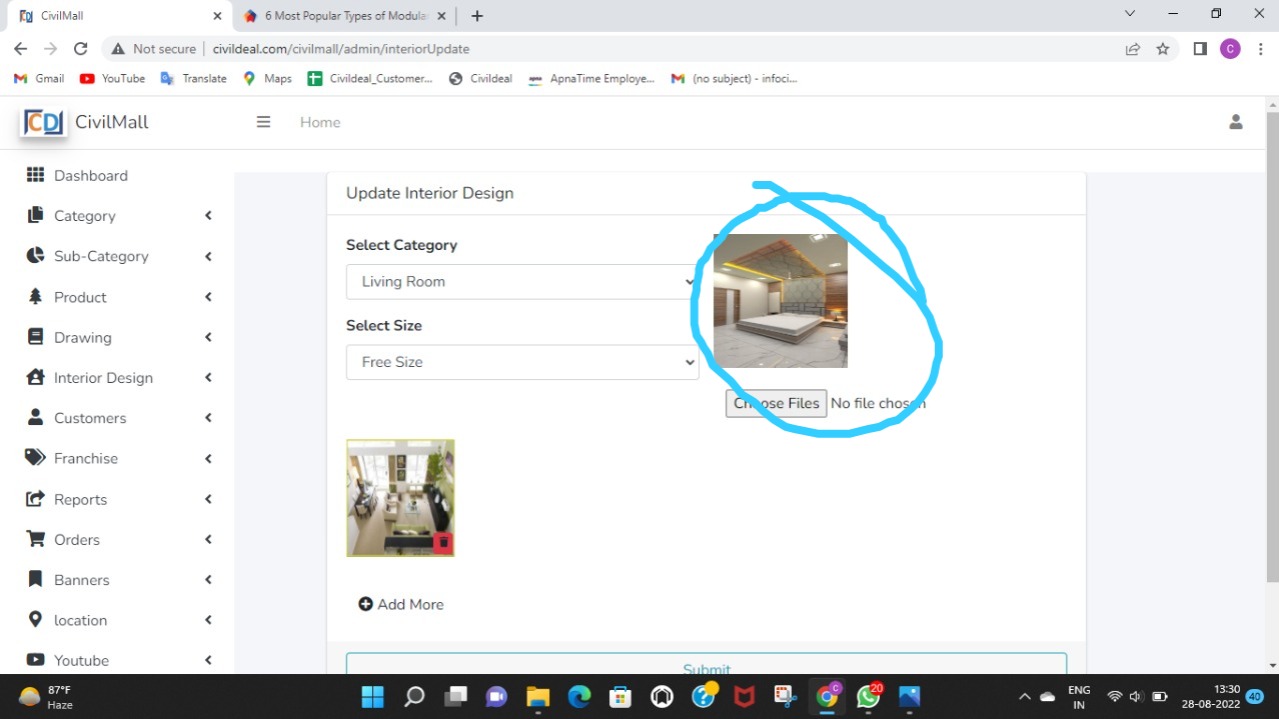 CivilMall
6 Most Popular Types of Modular
Not secure
civildeal.com/civilmall/admin/interiorUpdate
C
Gmail
YouTube
Translate
Maps
Civildeal_Customer...
Civildeal
ApnaTime Employe...
(no subject) - infoci...
CD CivilMall
Home
Dashboard
Category
Sub-Category
Product
Drawing
Interior Design
Customers
Franchise
Reports
Orders
Banners
location
Youtube
Update Interior Design
Select Category
Living Room
Select Size
Free Size
Choose Files No file chosen
Add More
Submit
87°F
Haze
C
20
ENG
IN
13:30
28-08-2022
40